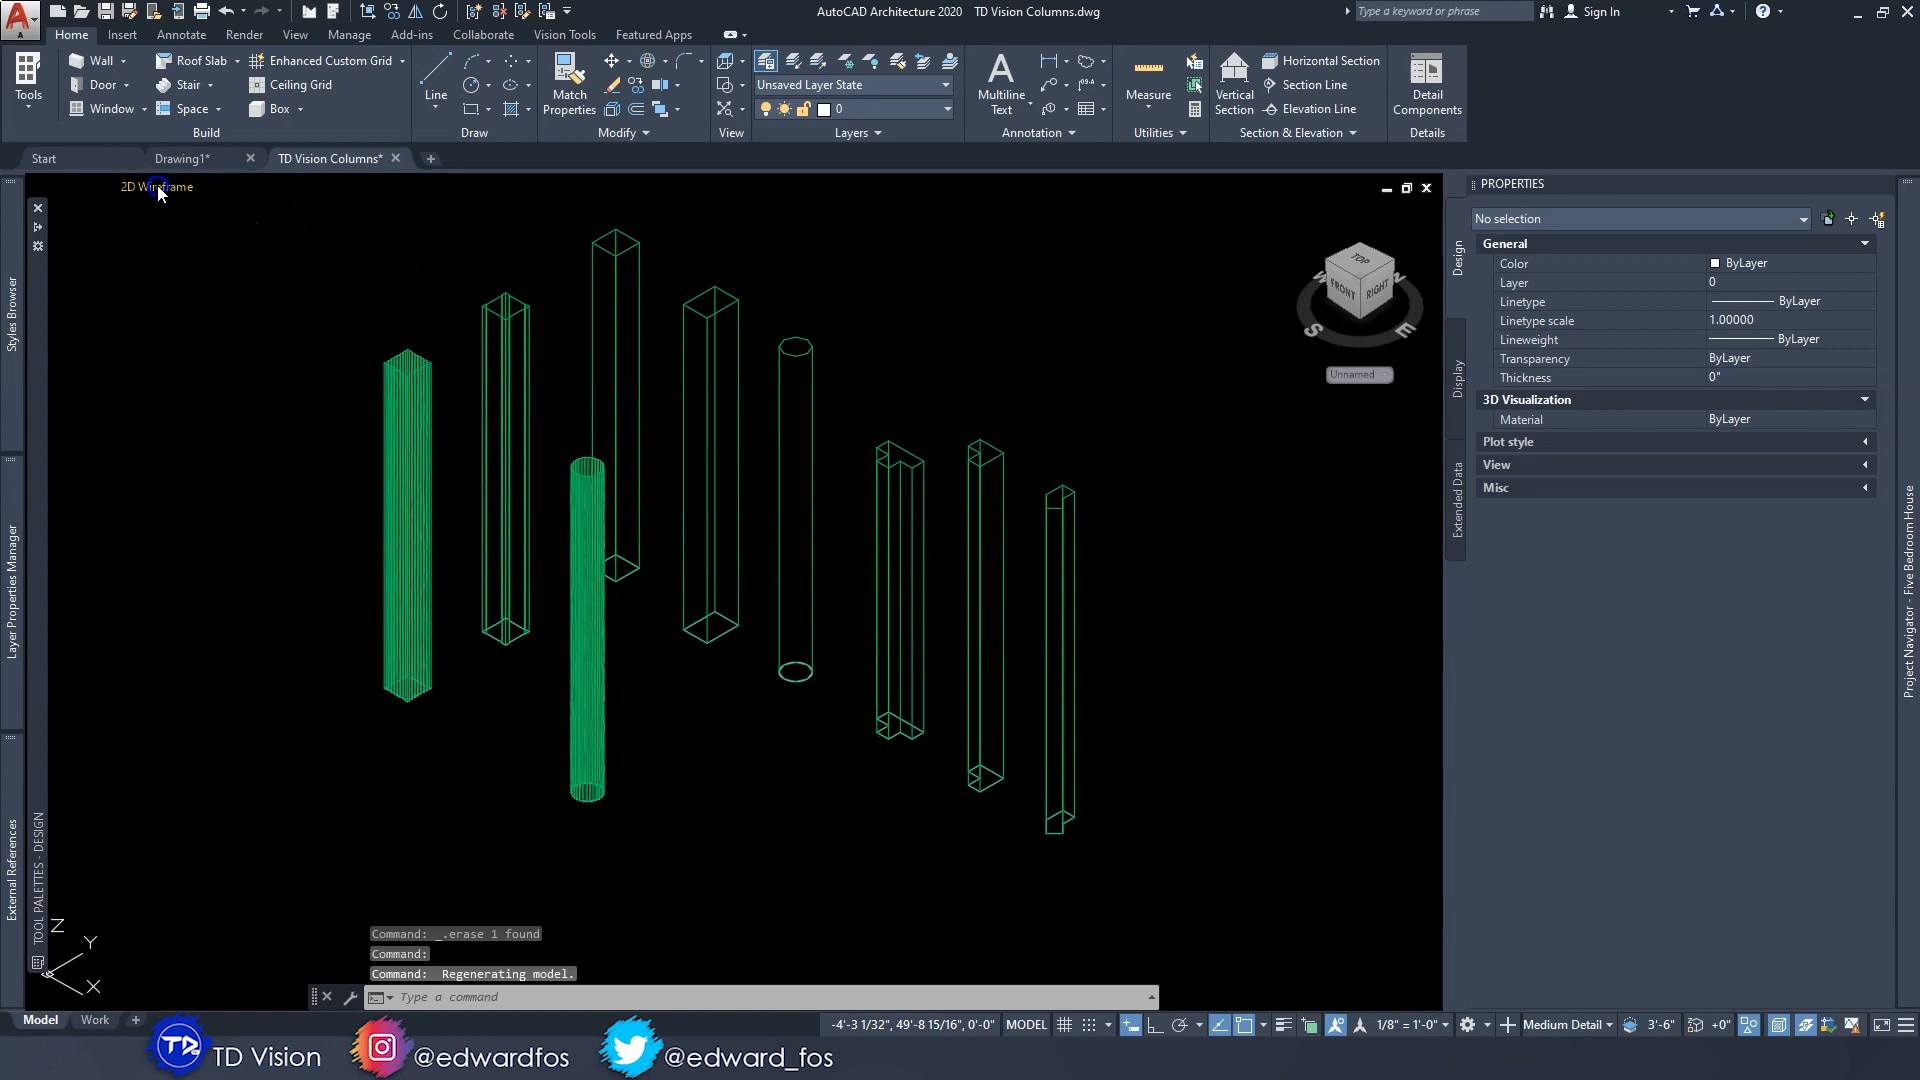 AutoCAD Architecture 2020 TD Vision Columns.dwg
Type a keyword or phrase
Sign In
Home Insert Annotate Render View Manage Add-ins Collaborate Vision Tools Featured Apps
Tools
Wall
Door
Window
Roof Slab
Stair
Space
Enhanced Custom Grid
Ceiling Grid
Box
Build
Line
Draw
Match
Properties
Modify
View
Unsaved Layer State
0
Layers
Multiline
Text
Annotation
Measure
Utilities
Vertical
Section
Horizontal Section
Section Line
Elevation Line
Section & Elevation
Detail
Components
Details
Start
Drawing1*
TD Vision Columns*
2D Wireframe
Styles Browser
Layer Properties Manager
External References
TOOL PALETTES - DESIGN
TOP
FRONT
RIGHT
W
N
S
E
Unnamed
PROPERTIES
No selection
Design
Display
Extended Data
General
Color ByLayer
Layer 0
Linetype ByLayer
Linetype scale 1.00000
Lineweight ByLayer
Transparency ByLayer
Thickness 0"
3D Visualization
Material ByLayer
Plot style
View
Misc
Project Navigator - Five Bedroom House
Z
Y
X
Command: _.erase 1 found
Command:
Command: Regenerating model.
Type a command
Model Work
-4'-3 1/32", 49'-8 15/16", 0'-0" MODEL 1/8" = 1'-0" Medium Detail 3'-6" +0"
TD TD Vision @edwardfos @edward_fos